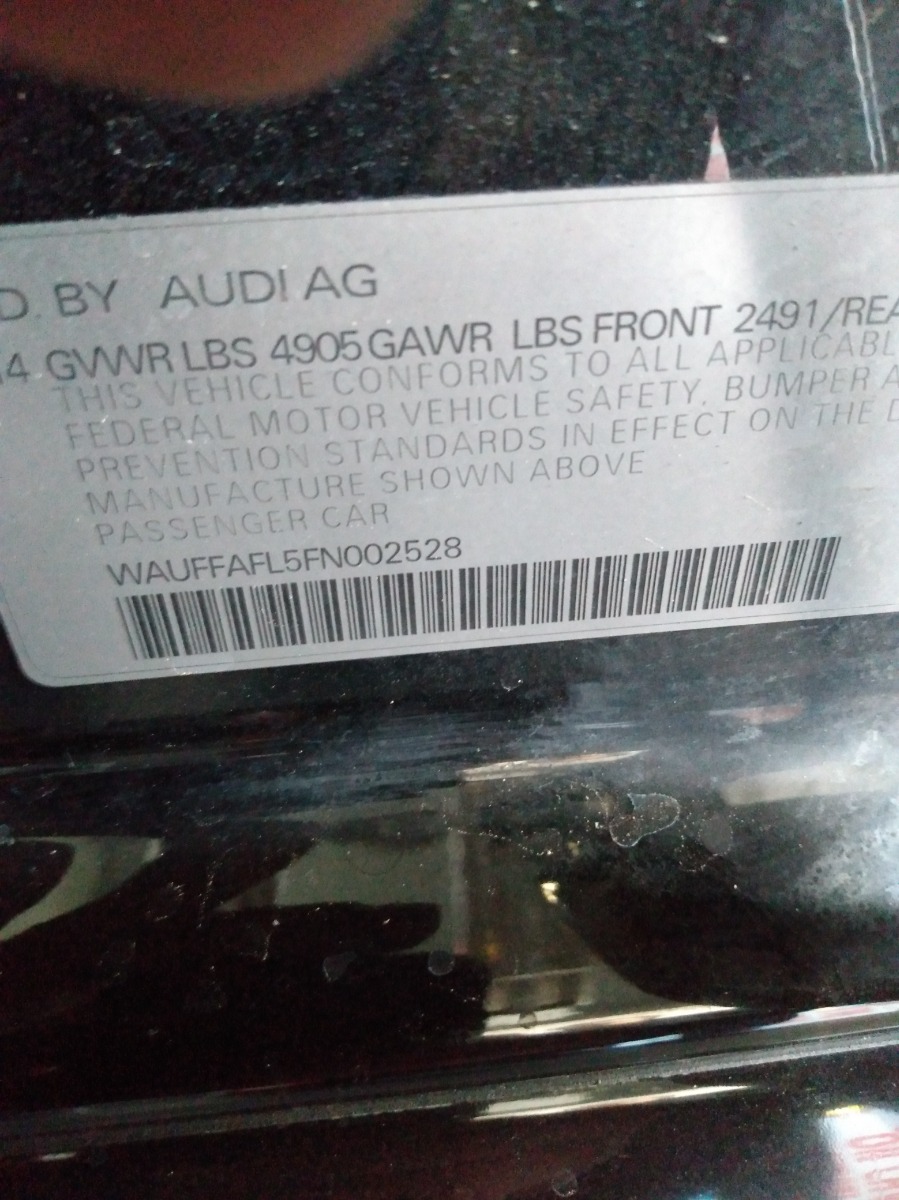 D. BY AUDI AG
14 GVWR LBS 4905 GAWR LBS FRONT 2491/REA
THIS VEHICLE CONFORMS TO ALL APPLICABL
FEDERAL MOTOR VEHICLE SAFETY, BUMPER A
PREVENTION STANDARDS IN EFFECT ON THE D
MANUFACTURE SHOWN ABOVE
PASSENGER CAR
WAUFFAFL5FN002528